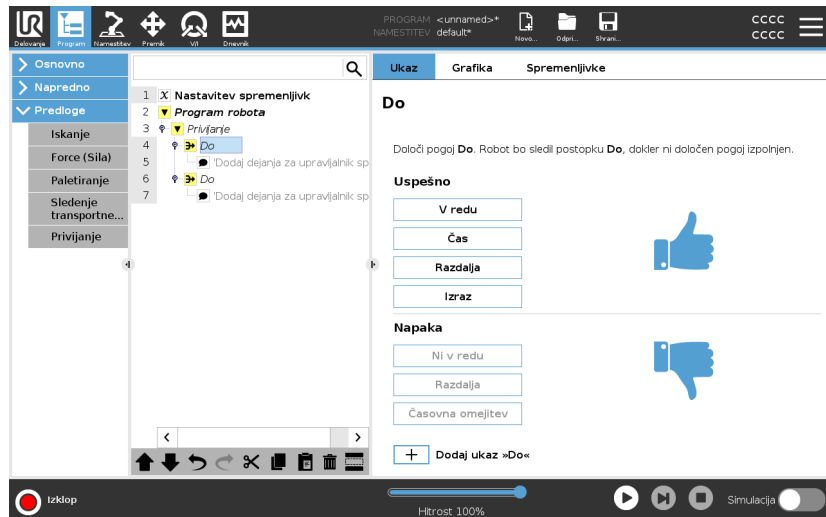 PROGRAM <unnamed>*
NAMESTITEV default*
Delovanje
Program
Namestitev
Premik
V/I
Dnevnik
Novo...
Odpri...
Shrani...
CCCC
CCCC
Osnovno
Napredno
Predloge
Iskanje
Force (Sila)
Paletiranje
Sledenje
transportne...
Privijanje
1 X Nastavitev spremenljivk
2 Program robota
3 Privijanje
4 Do
5 'Dodaj dejanja za upravljalnik sp
6 Do
7 'Dodaj dejanja za upravljalnik sp
Ukaz Grafika Spremenljivke
Do
Določi pogoj Do. Robot bo sledil postopku Do, dokler ni določen pogoj izpolnjen.
Uspešno
V redu
Čas
Razdalja
Izraz
Napaka
Ni v redu
Razdalja
Časovna omejitev
Dodaj ukaz »Do«
Izklop
Hitrost 100%
Simulacija